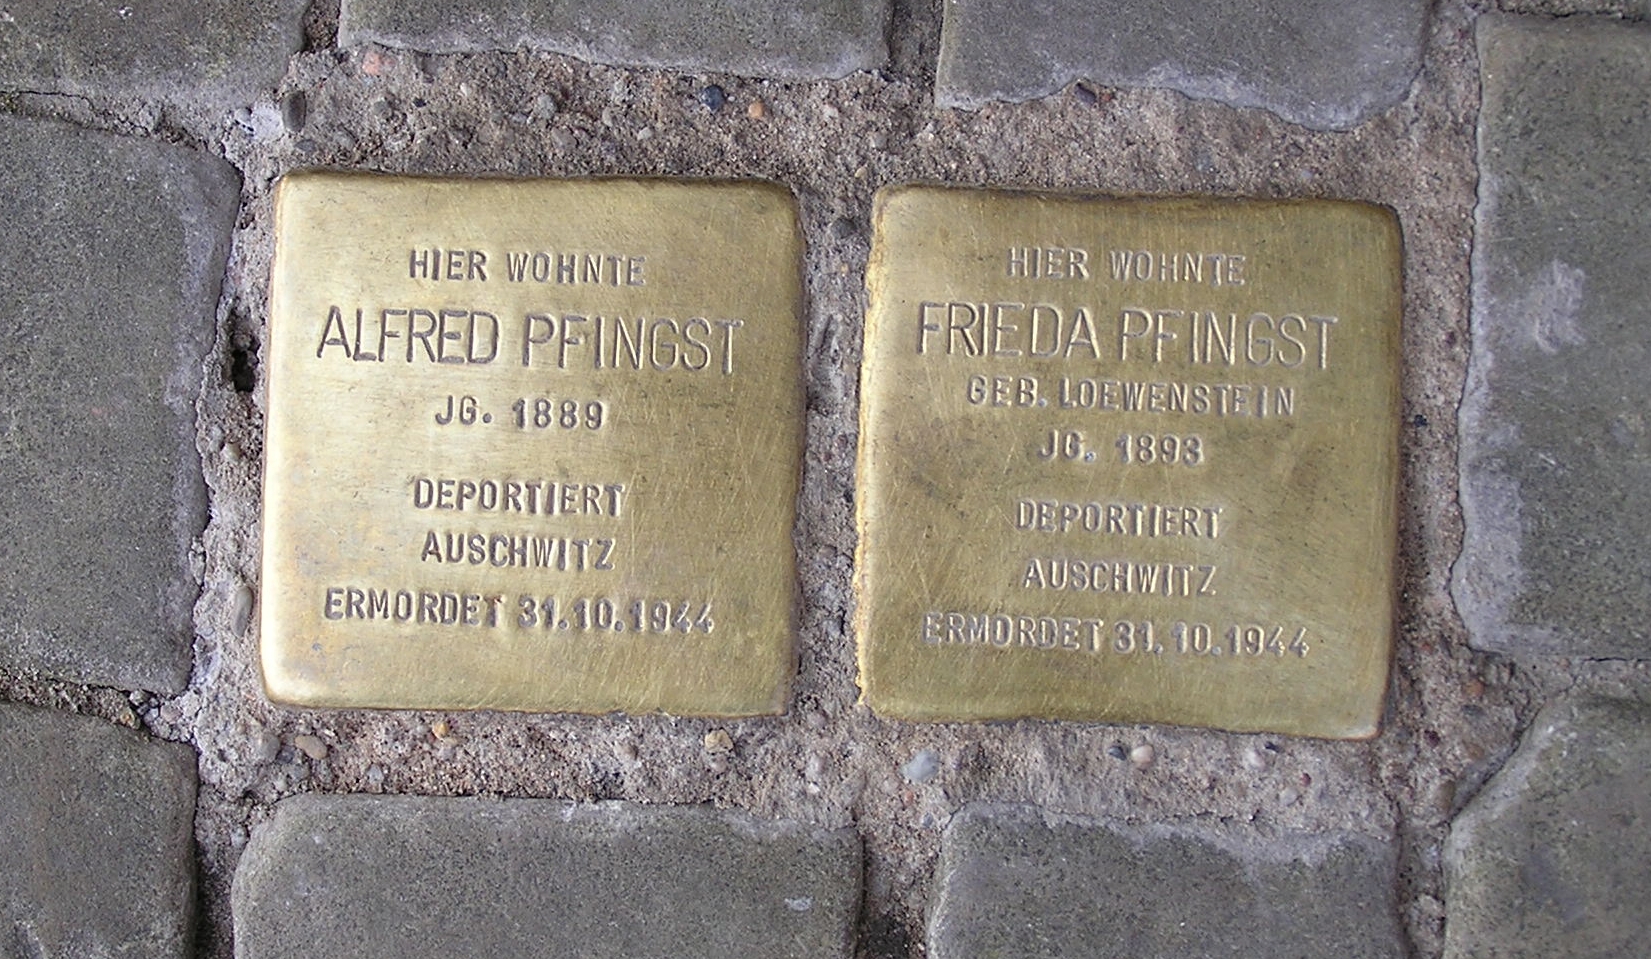 HIER WOHNTE
ALFRED PFINGST
JG. 1889
DEPORTIERT
AUSCHWITZ
ERMORDET 31.10.1944
HIER WOHNTE
FRIEDA PFINGST
GEB. LOEWENSTEIN
JG. 1893
DEPORTIERT
AUSCHWITZ
ERMORDET 31.10.1944